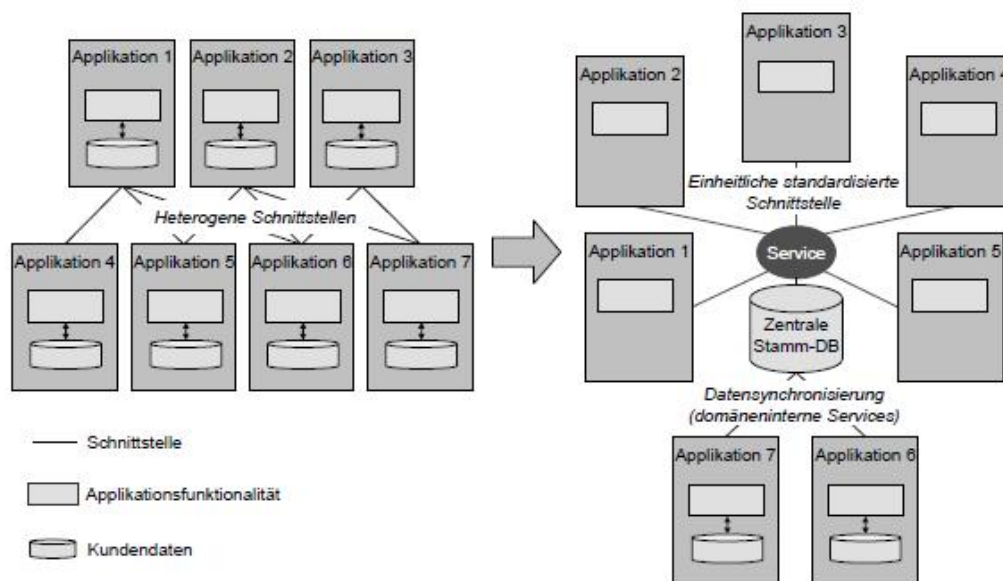 Applikation 1
Applikation 2
Applikation 3
Heterogene Schnittstellen
Applikation 4
Applikation 5
Applikation 6
Applikation 7
Schnittstelle
Applikationsfunktionalität
Kundendaten
Applikation 3
Applikation 2
Applikation 4
Einheitliche standardisierte
Schnittstelle
Applikation 1
Service
Applikation 5
Zentrale
Stamm-DB
Datensynchronisierung
(domäneninterne Services)
Applikation 7
Applikation 6